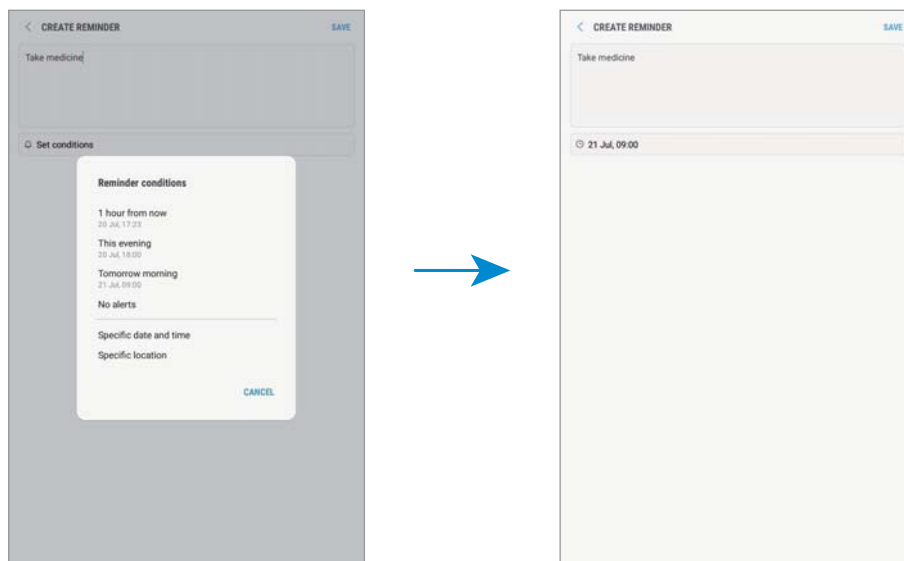 CREATE REMINDER SAVE
Take medicine
Set conditions
Reminder conditions
1 hour from now
20 Jul, 17:23
This evening
20 Jul, 18:00
Tomorrow morning
21 Jul, 09:00
No alerts
Specific date and time
Specific location
CANCEL
CREATE REMINDER SAVE
Take medicine
21 Jul, 09:00